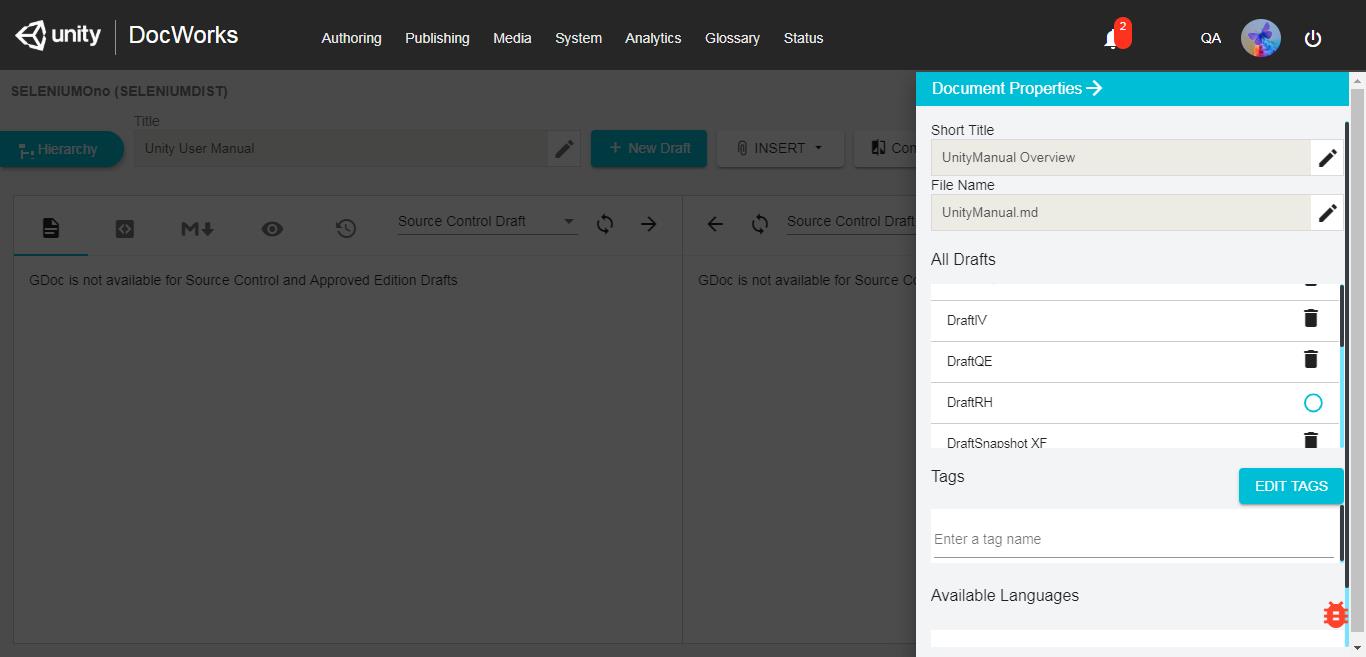 unity DocWorks Authoring Publishing Media System Analytics Glossary Status 2 QA
SELENIUMOno (SELENIUMDIST)
Title
Hierarchy Unity User Manual + New Draft INSERT Con
Source Control Draft Source Control Draft
GDoc is not available for Source Control and Approved Edition Drafts GDoc is not available for Source Co
Document Properties
Short Title
UnityManual Overview
File Name
UnityManual.md
All Drafts
DraftIV
DraftQE
DraftRH
DraftSnapshot XF
Tags
EDIT TAGS
Enter a tag name
Available Languages